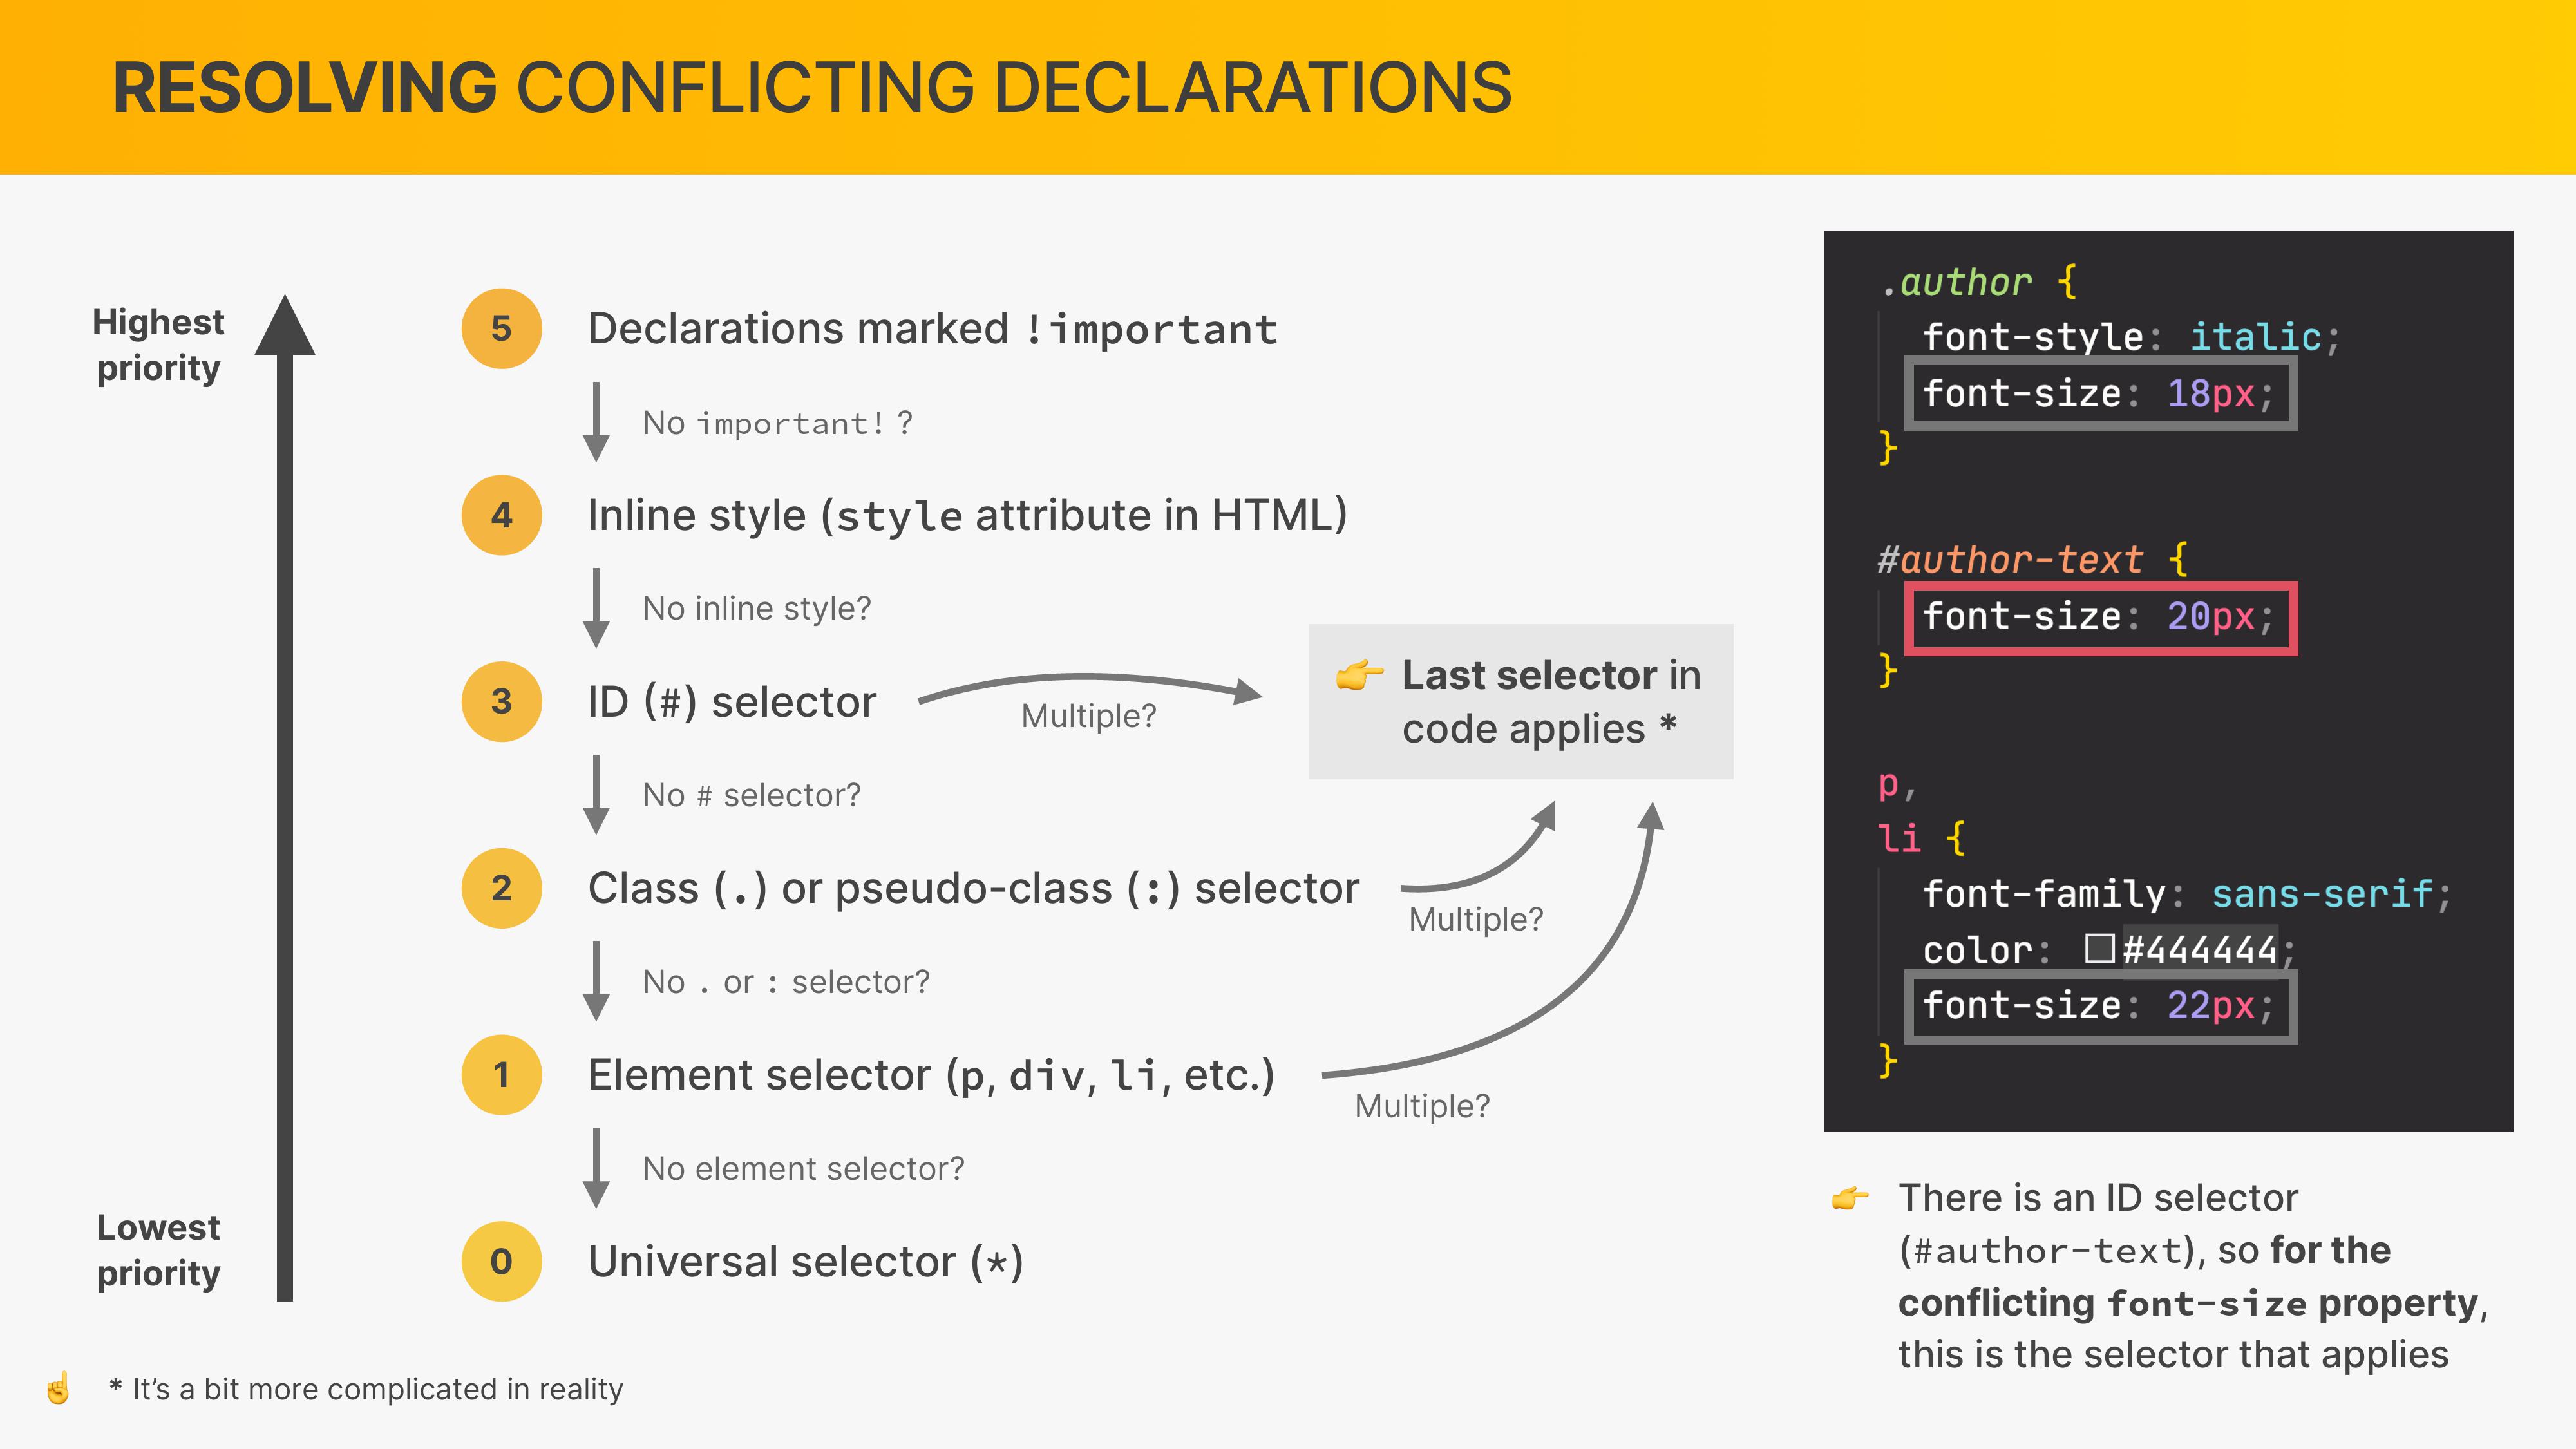 RESOLVING CONFLICTING DECLARATIONS
Highest
priority
Lowest
priority
5 Declarations marked !important
No important! ?
4 Inline style (style attribute in HTML)
No inline style?
3 ID (#) selector
Multiple?
👉 Last selector in
code applies *
No # selector?
2 Class (.) or pseudo-class (:) selector
Multiple?
No . or : selector?
1 Element selector (p, div, li, etc.)
Multiple?
No element selector?
0 Universal selector (*)
☝️ * It’s a bit more complicated in reality
.author {
font-style: italic;
font-size: 18px;
}
#author-text {
font-size: 20px;
}
p,
li {
font-family: sans-serif;
color: #444444;
font-size: 22px;
}
👉 There is an ID selector
(#author-text), so for the
conflicting font-size property,
this is the selector that applies